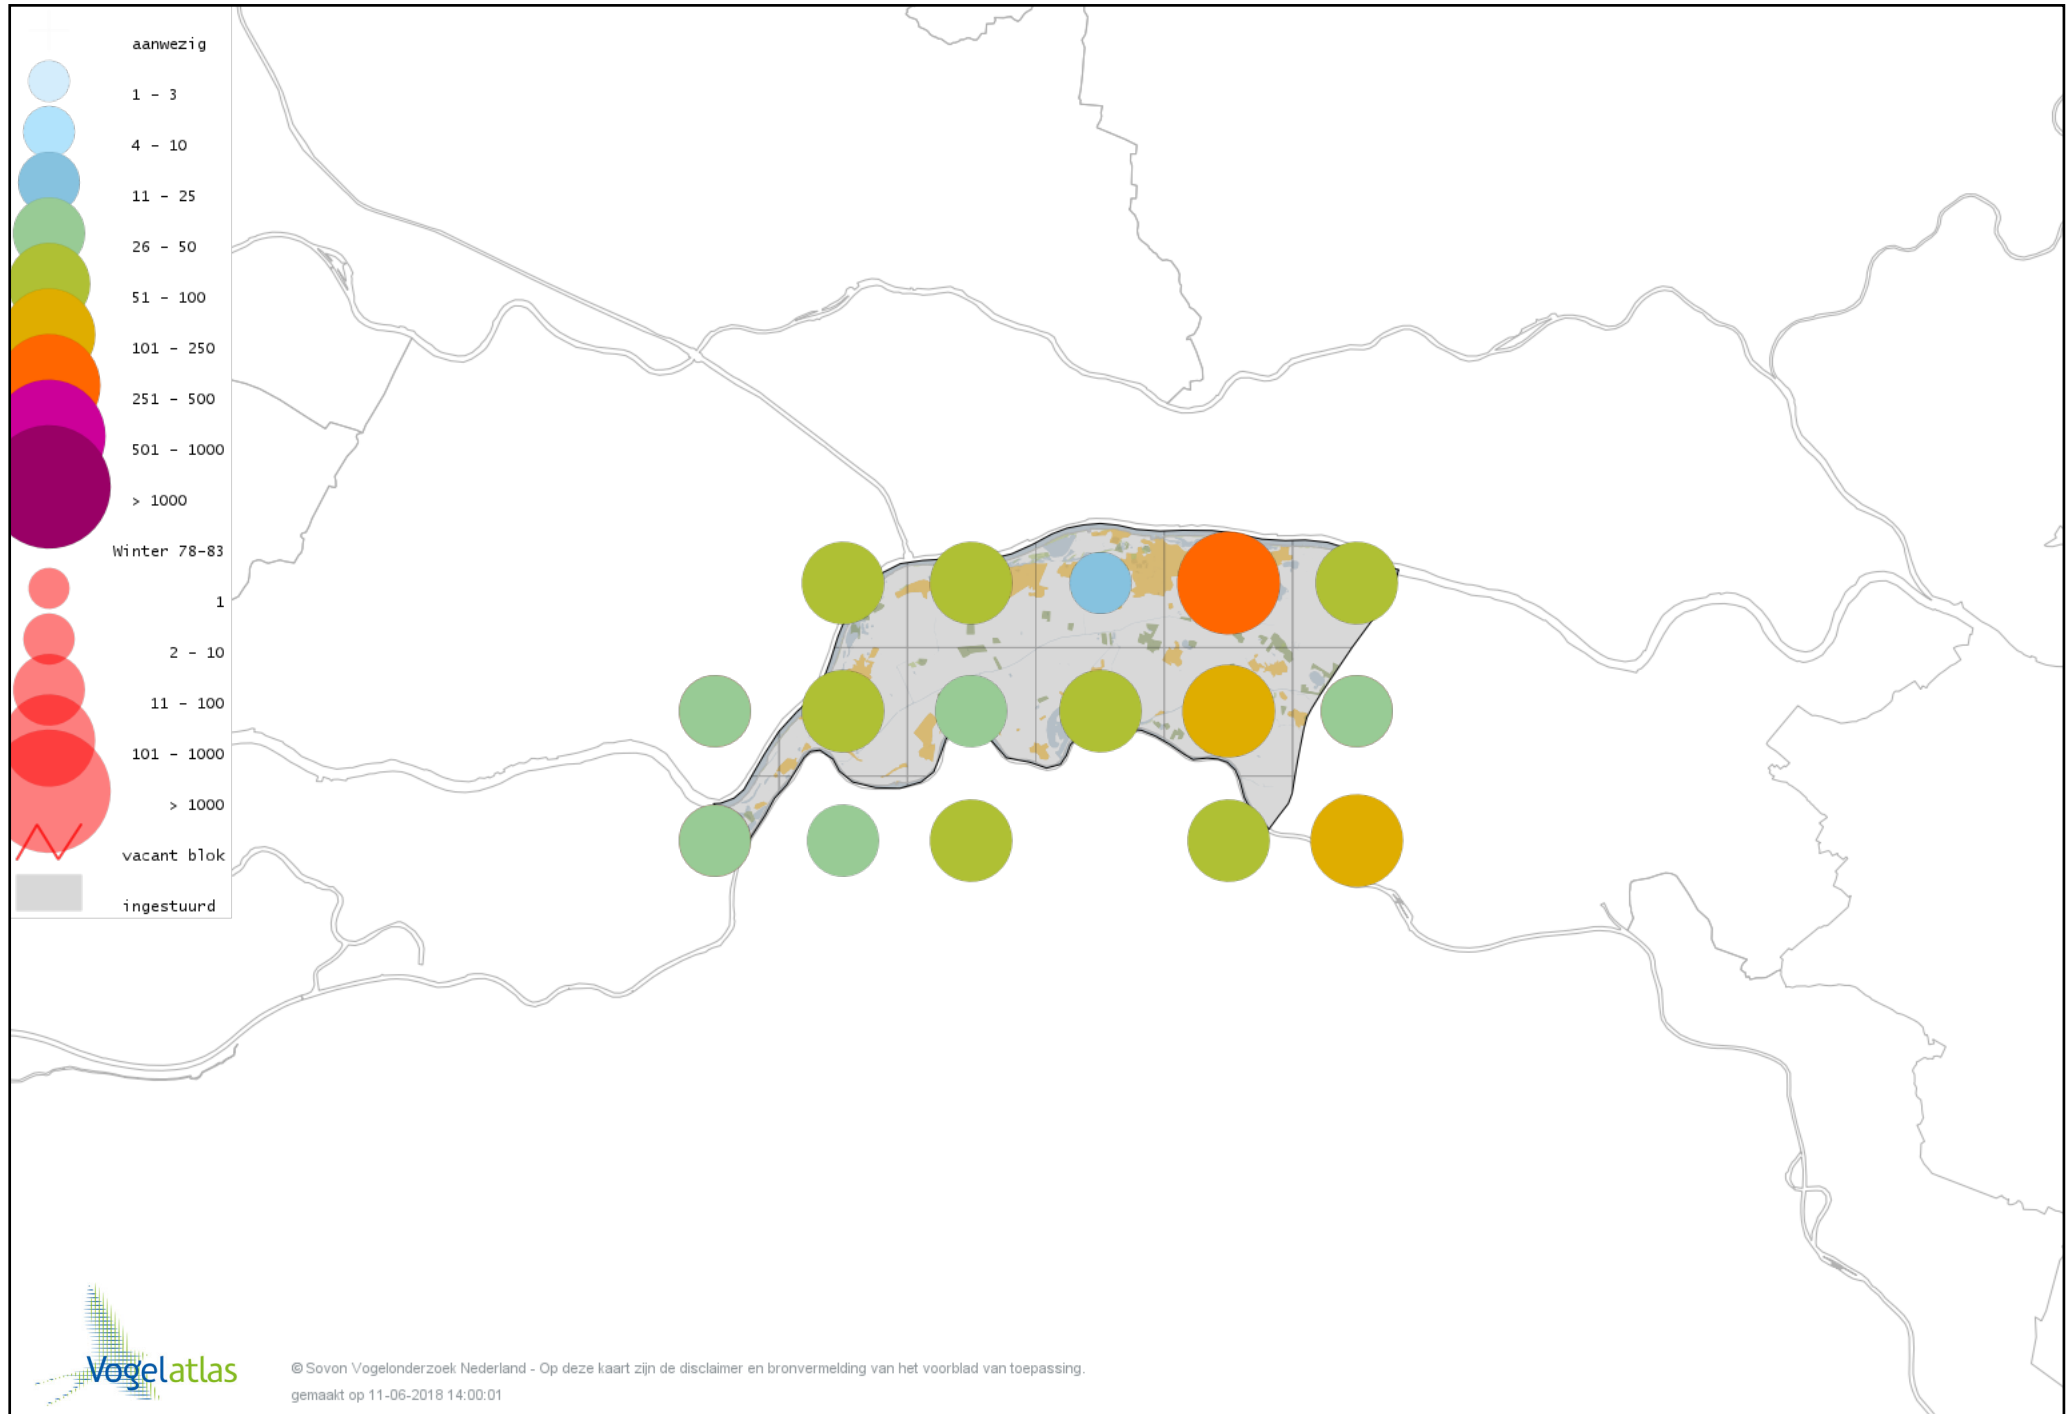 aanwezig
1 - 3
4 - 10
11 - 25
26 - 50
51 - 100
101 - 250
251 - 500
501 - 1000
> 1000
Winter 78-83
1
2 - 10
11 - 100
101 - 1000
> 1000
vacant blok
ingestuurd
Vogelatlas
© Sovon Vogelonderzoek Nederland - Op deze kaart zijn de disclaimer en bronvermelding van het voorblad van toepassing.
gemaakt op 11-06-2018 14:00:01